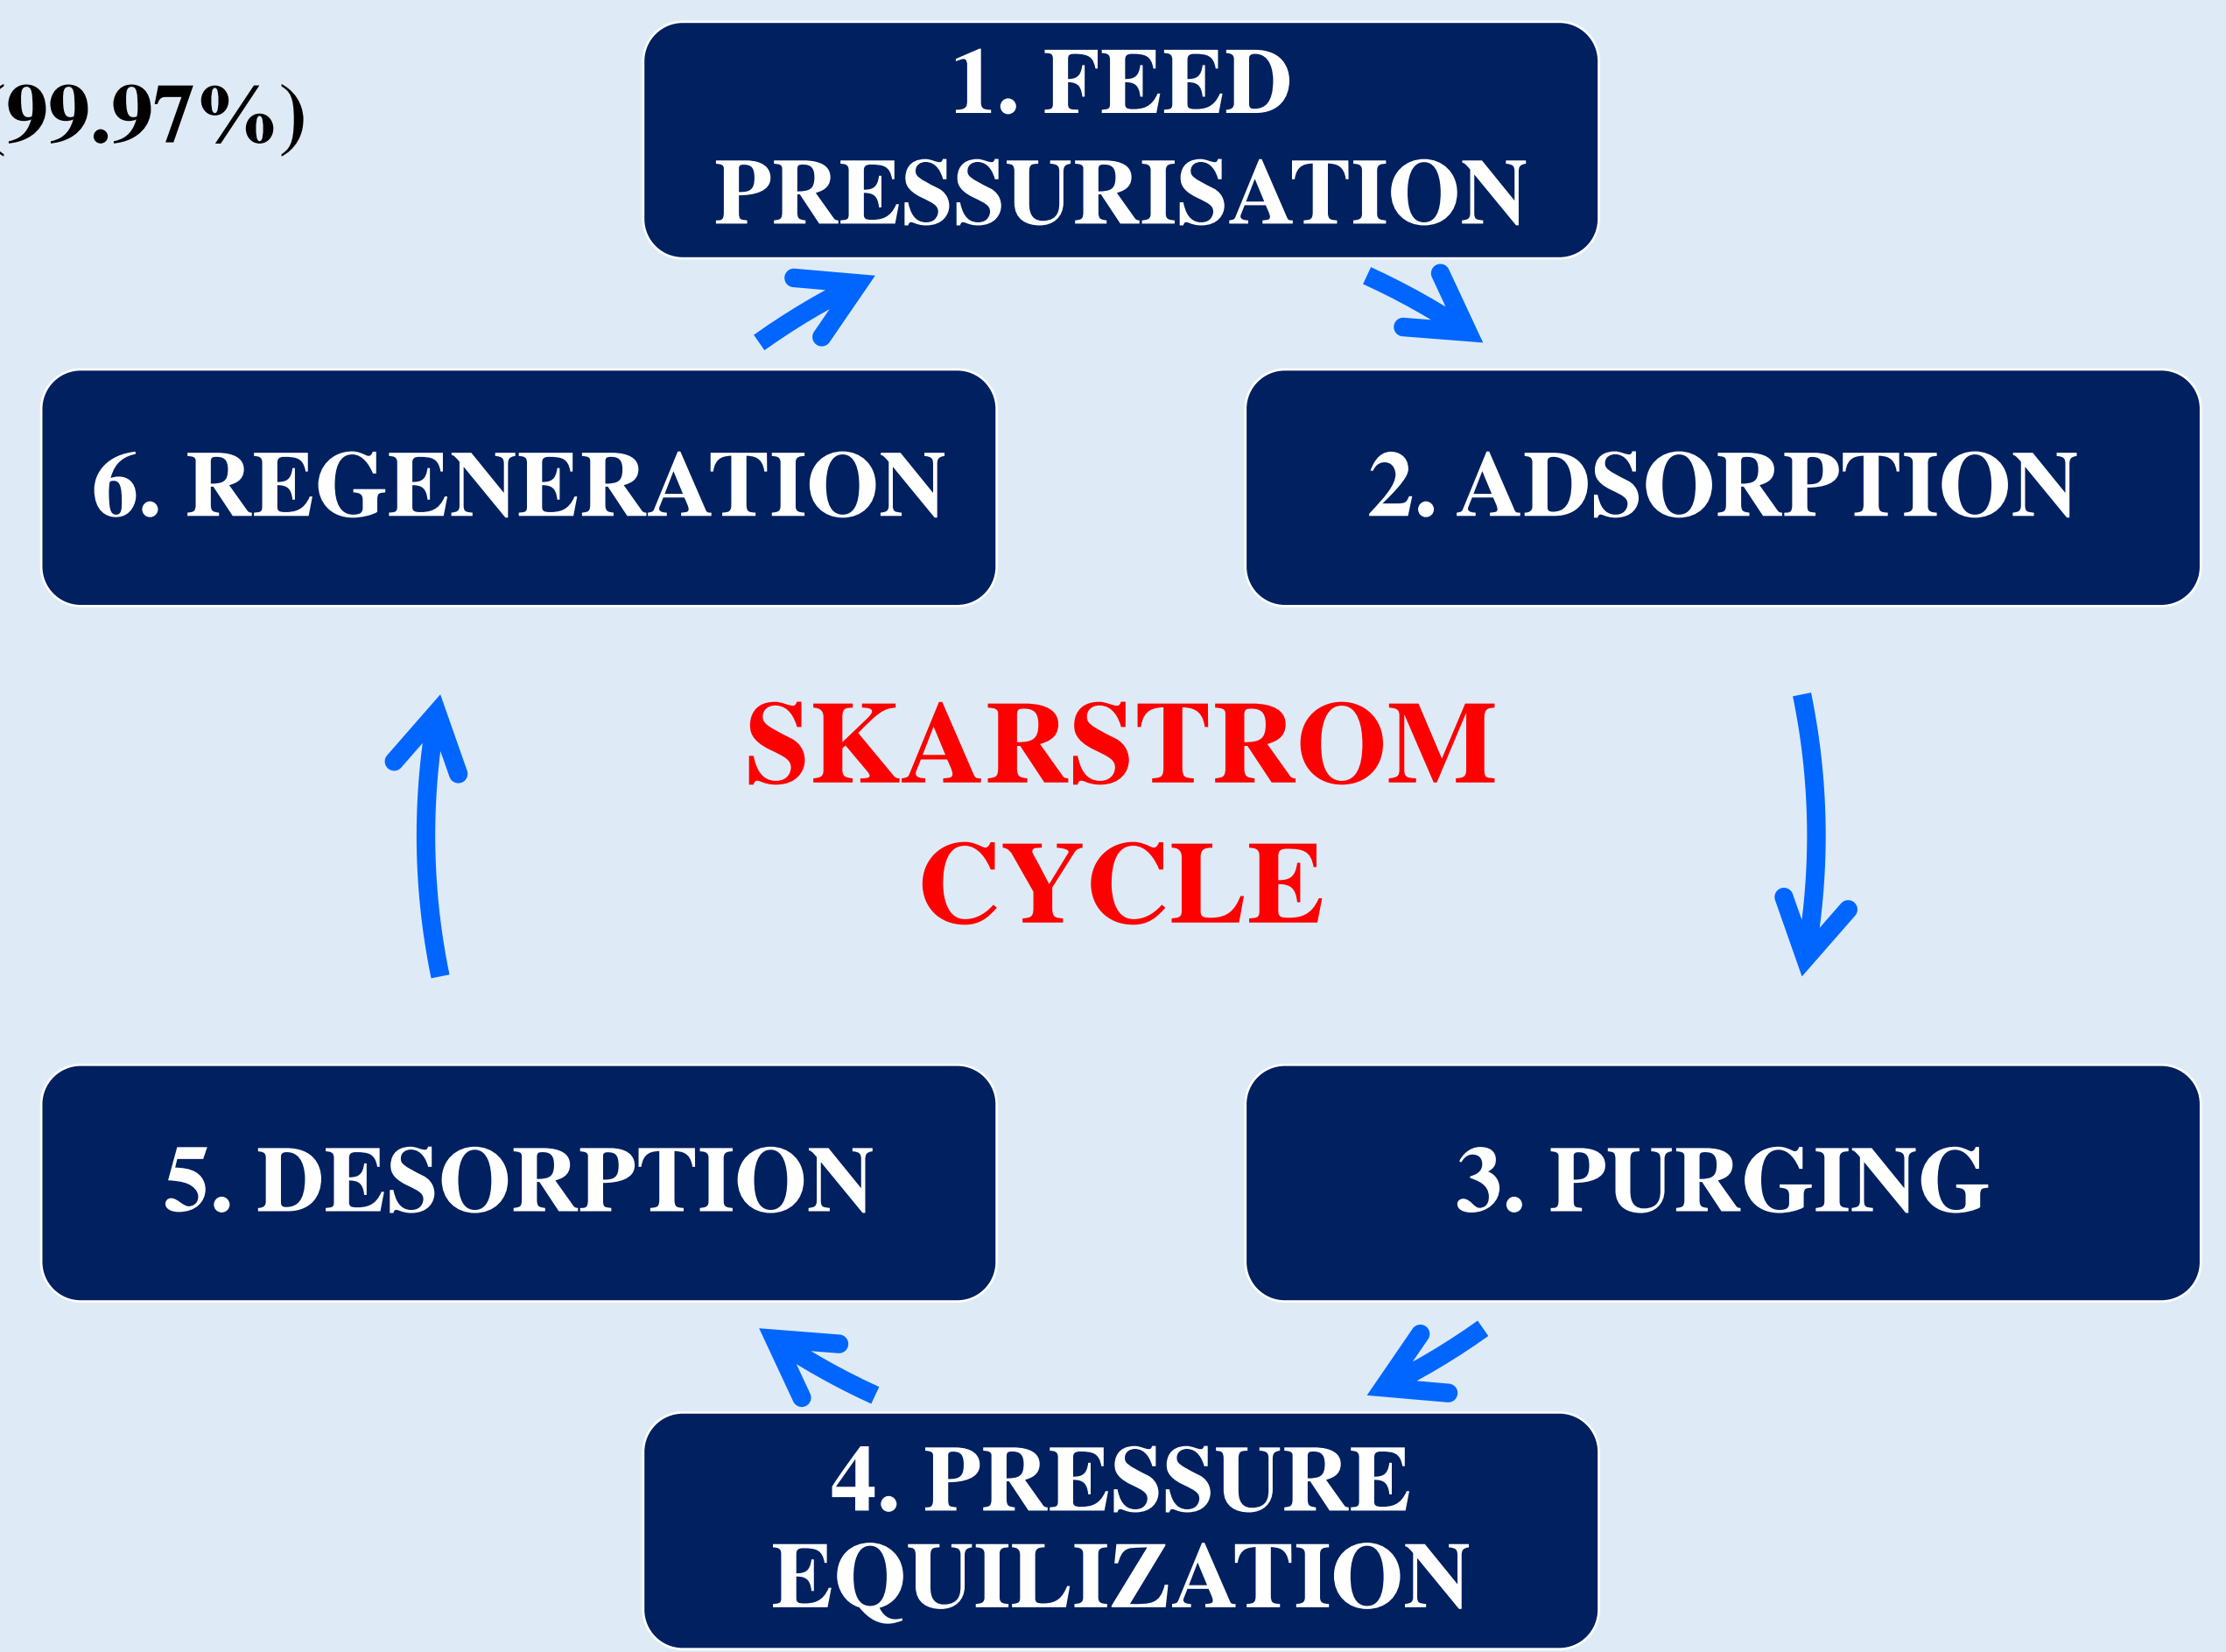 (99.97%)
1. FEED
PRESSURISATION
6. REGENERATION
2. ADSORPTION
SKARSTROM
CYCLE
5. DESORPTION
3. PURGING
4. PRESSURE
EQUILIZATION